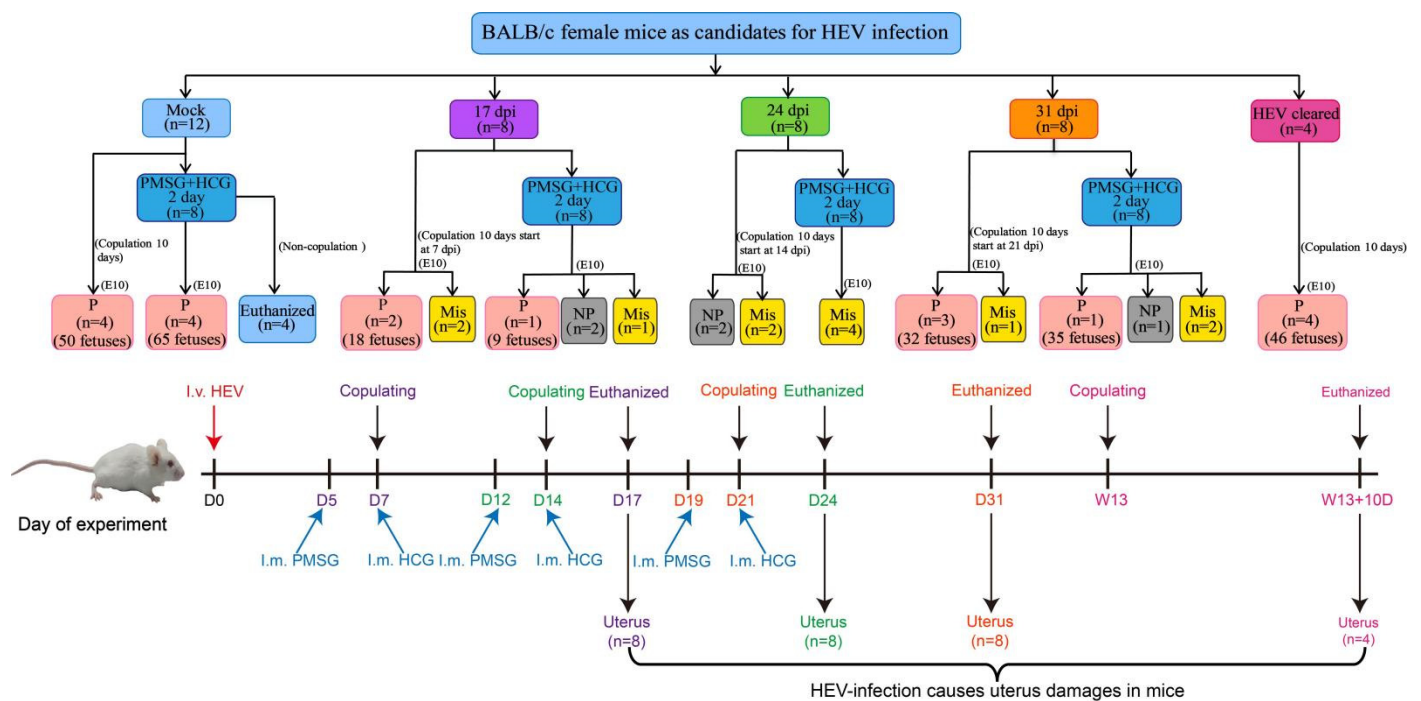 BALB/c female mice as candidates for HEV infection
Mock
(n=12)
17 dpi
(n=8)
24 dpi
(n=8)
31 dpi
(n=8)
HEV cleared
(n=4)
PMSG+HCG
2 day
(n=8)
PMSG+HCG
2 day
(n=8)
PMSG+HCG
2 day
(n=8)
PMSG+HCG
2 day
(n=8)
(Copulation 10
days)
(Non-copulation )
(Copulation 10 days start
at 7 dpi)
(Copulation 10 days
start at 14 dpi)
(Copulation 10 days
start at 21 dpi)
(Copulation 10 days)
(E10)
(E10)
(E10)
(E10)
(E10)
(E10)
(E10)
(E10)
(E10)
P
(n=4)
(50 fetuses)
P
(n=4)
(65 fetuses)
Euthanized
(n=4)
P
(n=2)
(18 fetuses)
Mis
(n=2)
P
(n=1)
(9 fetuses)
NP
(n=2)
Mis
(n=1)
NP
(n=2)
Mis
(n=2)
Mis
(n=4)
P
(n=3)
(32 fetuses)
Mis
(n=1)
P
(n=1)
(35 fetuses)
NP
(n=1)
Mis
(n=2)
P
(n=4)
(46 fetuses)
I.v. HEV
Copulating
Copulating
Euthanized
Copulating
Euthanized
Euthanized
Copulating
Euthanized
D0
D5
D7
D12
D14
D17
D19
D21
D24
D31
W13
W13+10D
Day of experiment
I.m. PMSG
I.m. HCG
I.m. PMSG
I.m. HCG
I.m. PMSG
I.m. HCG
Uterus
(n=8)
Uterus
(n=8)
Uterus
(n=8)
Uterus
(n=4)
HEV-infection causes uterus damages in mice